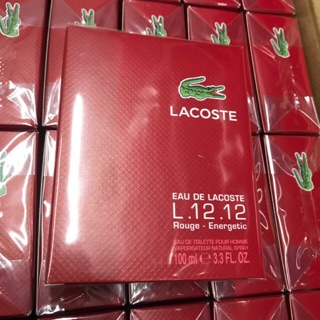 LACOSTE
EAU DE LACOSTE
L.12.12
Rouge - Energetic
EAU DE TOILETTE POUR HOMME
VAPORISATEUR NATURAL SPRAY
100 ml ℮ 3.3 FL. OZ.